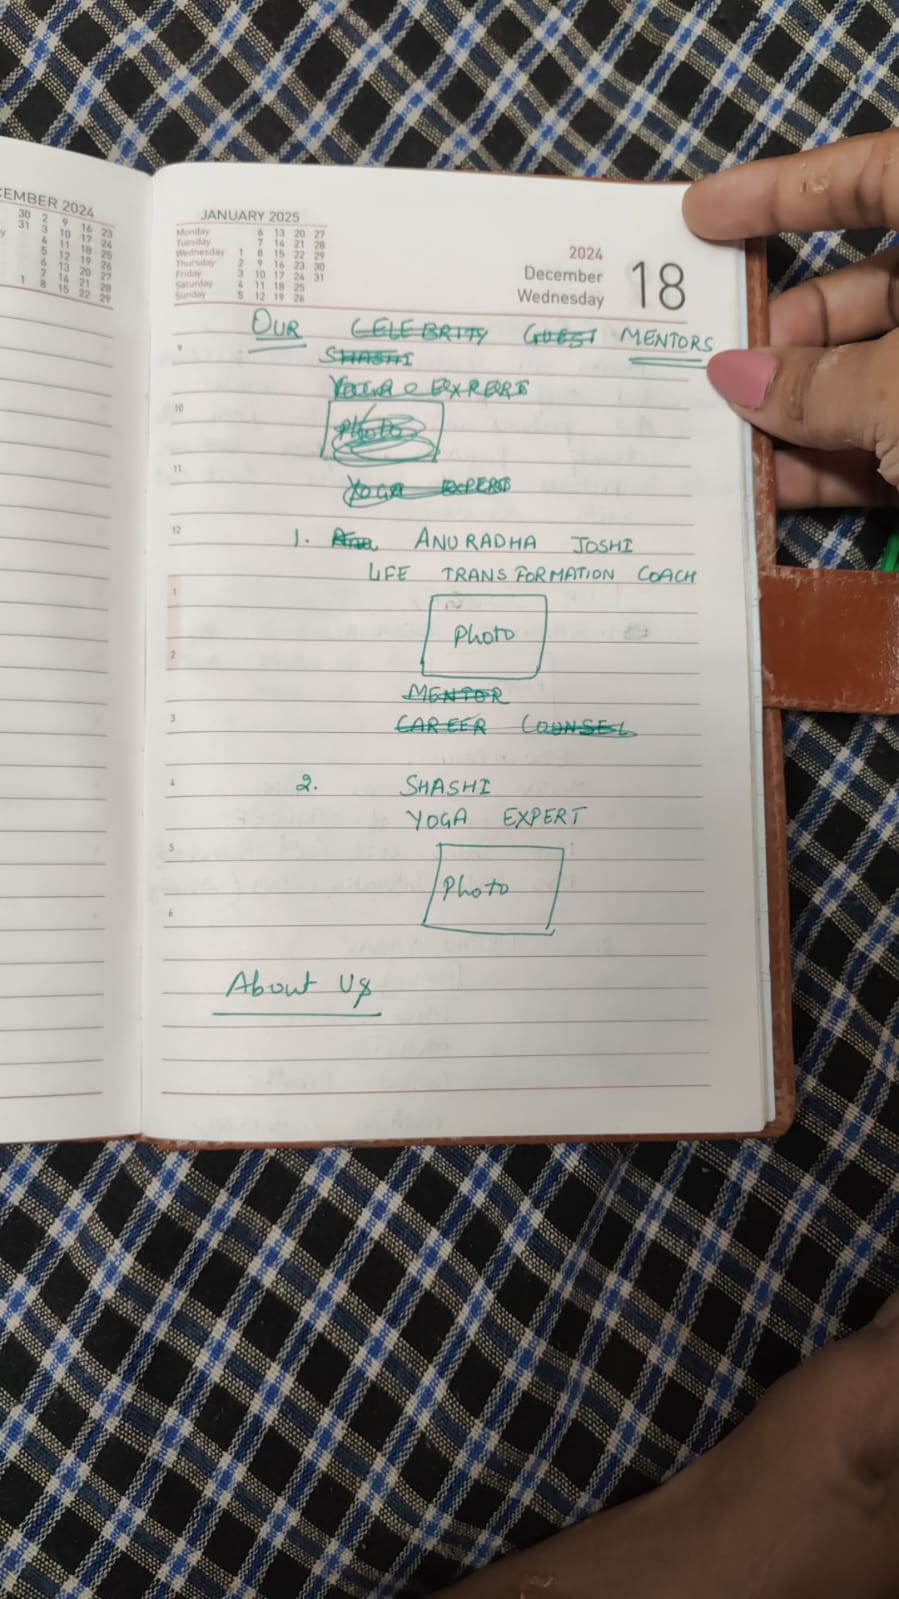 CEMBER 2024
30 2 9 16 23
31 3 10 17 24
4 11 18 25
5 12 19 26
6 13 20 27
7 14 21 28
1 8 15 22 29
JANUARY 2025
Monday 6 13 20 27
Tuesday 7 14 21 28
Wednesday 1 8 15 22 29
Thursday 2 9 16 23 30
Friday 3 10 17 24 31
Saturday 4 11 18 25
Sunday 5 12 19 26
2024
December
Wednesday
18
OUR CELEBRITY GUEST MENTORS
9
SHASHI
10
Photo
11
YOGA EXPERT
12
1. ANURADHA JOSHI
LIFE TRANSFORMATION COACH
1
Photo
2
MENTOR
3
CAREER COUNSEL
4
2. SHASHI
YOGA EXPERT
5
Photo
6
About Us